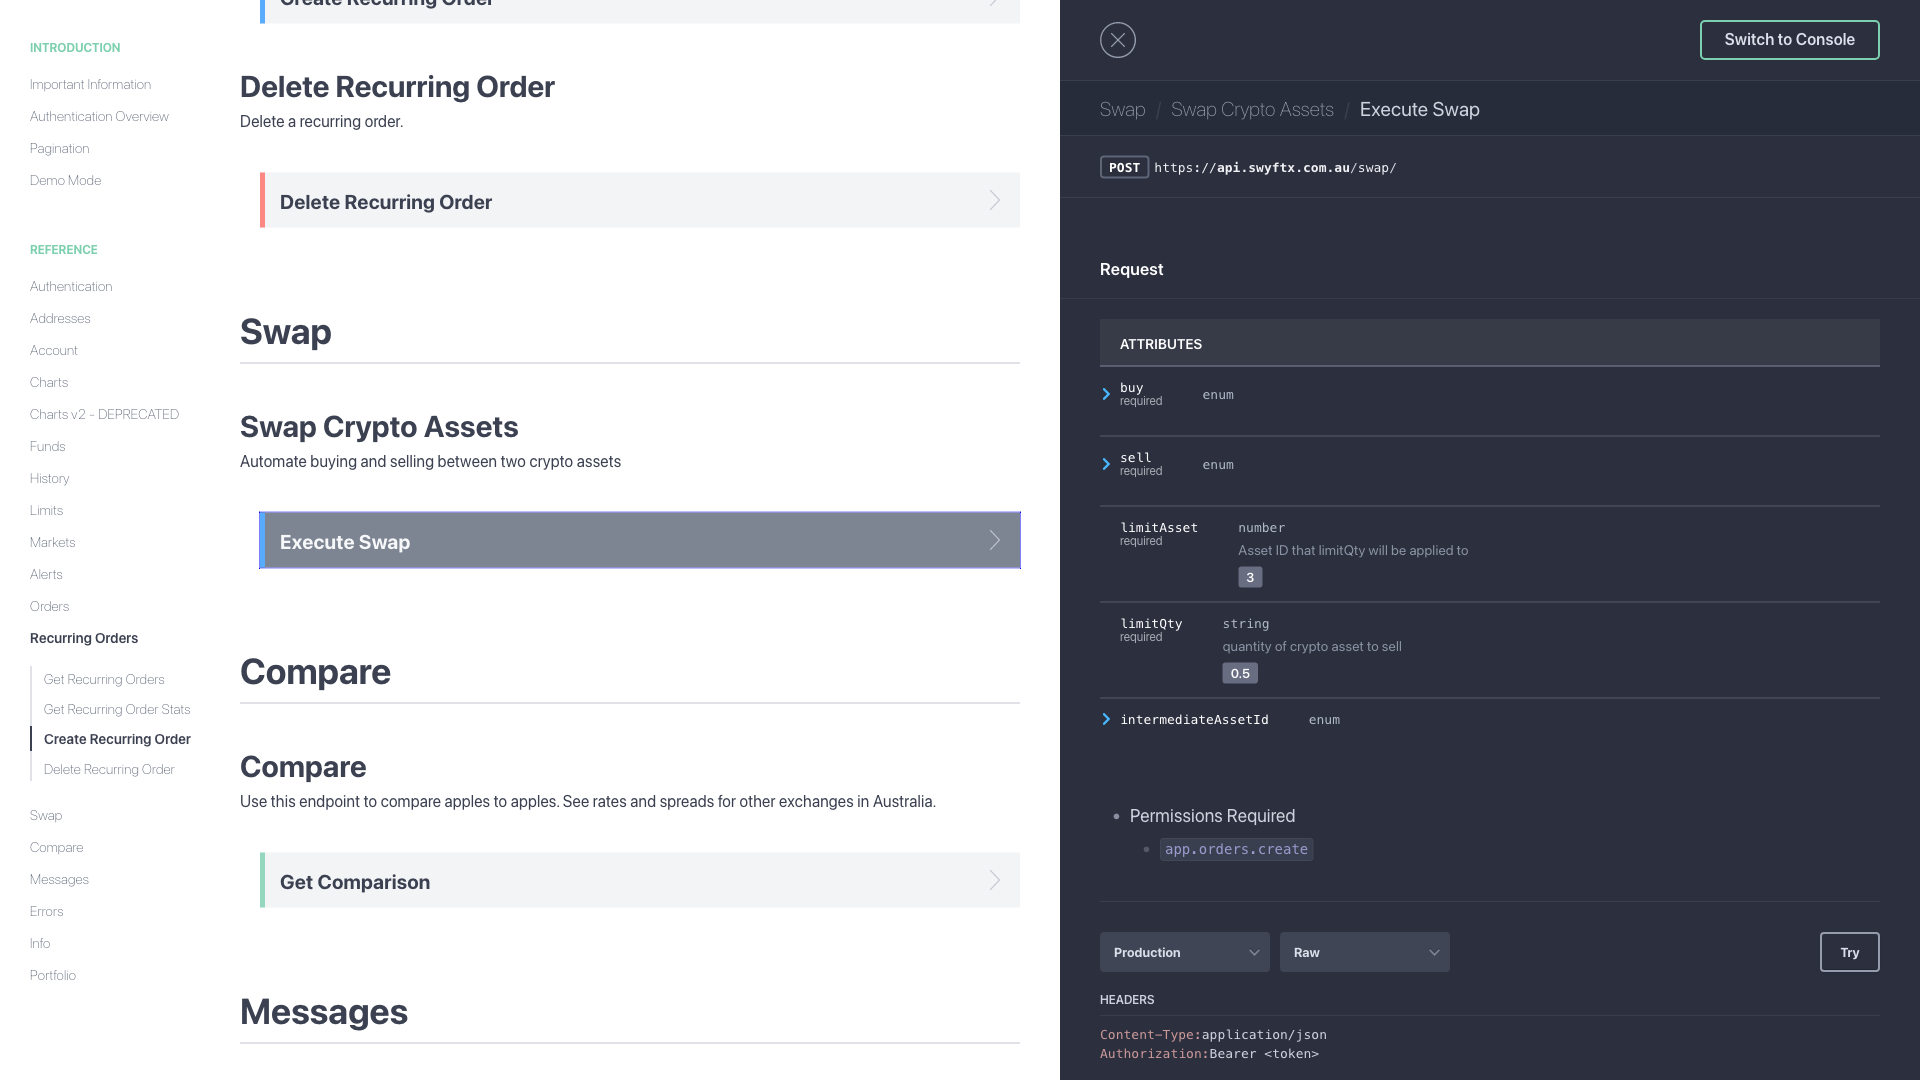 INTRODUCTION
Important Information
Authentication Overview
Pagination
Demo Mode
REFERENCE
Authentication
Addresses
Account
Charts
Charts v2 - DEPRECATED
Funds
History
Limits
Markets
Alerts
Orders
Recurring Orders
Get Recurring Orders
Get Recurring Order Stats
Create Recurring Order
Delete Recurring Order
Swap
Compare
Messages
Errors
Info
Portfolio
Create Recurring Order
Delete Recurring Order
Delete a recurring order.
Delete Recurring Order
Swap
Swap Crypto Assets
Automate buying and selling between two crypto assets
Execute Swap
Compare
Compare
Use this endpoint to compare apples to apples. See rates and spreads for other exchanges in Australia.
Get Comparison
Messages
Switch to Console
Swap / Swap Crypto Assets / Execute Swap
POST https://api.swyftx.com.au/swap/
Request
ATTRIBUTES
buy enum
required
sell enum
required
limitAsset number
required
Asset ID that limitQty will be applied to
3
limitQty string
required
quantity of crypto asset to sell
0.5
intermediateAssetId enum
Permissions Required
app.orders.create
Production Raw Try
HEADERS
Content-Type:application/json
Authorization:Bearer <token>